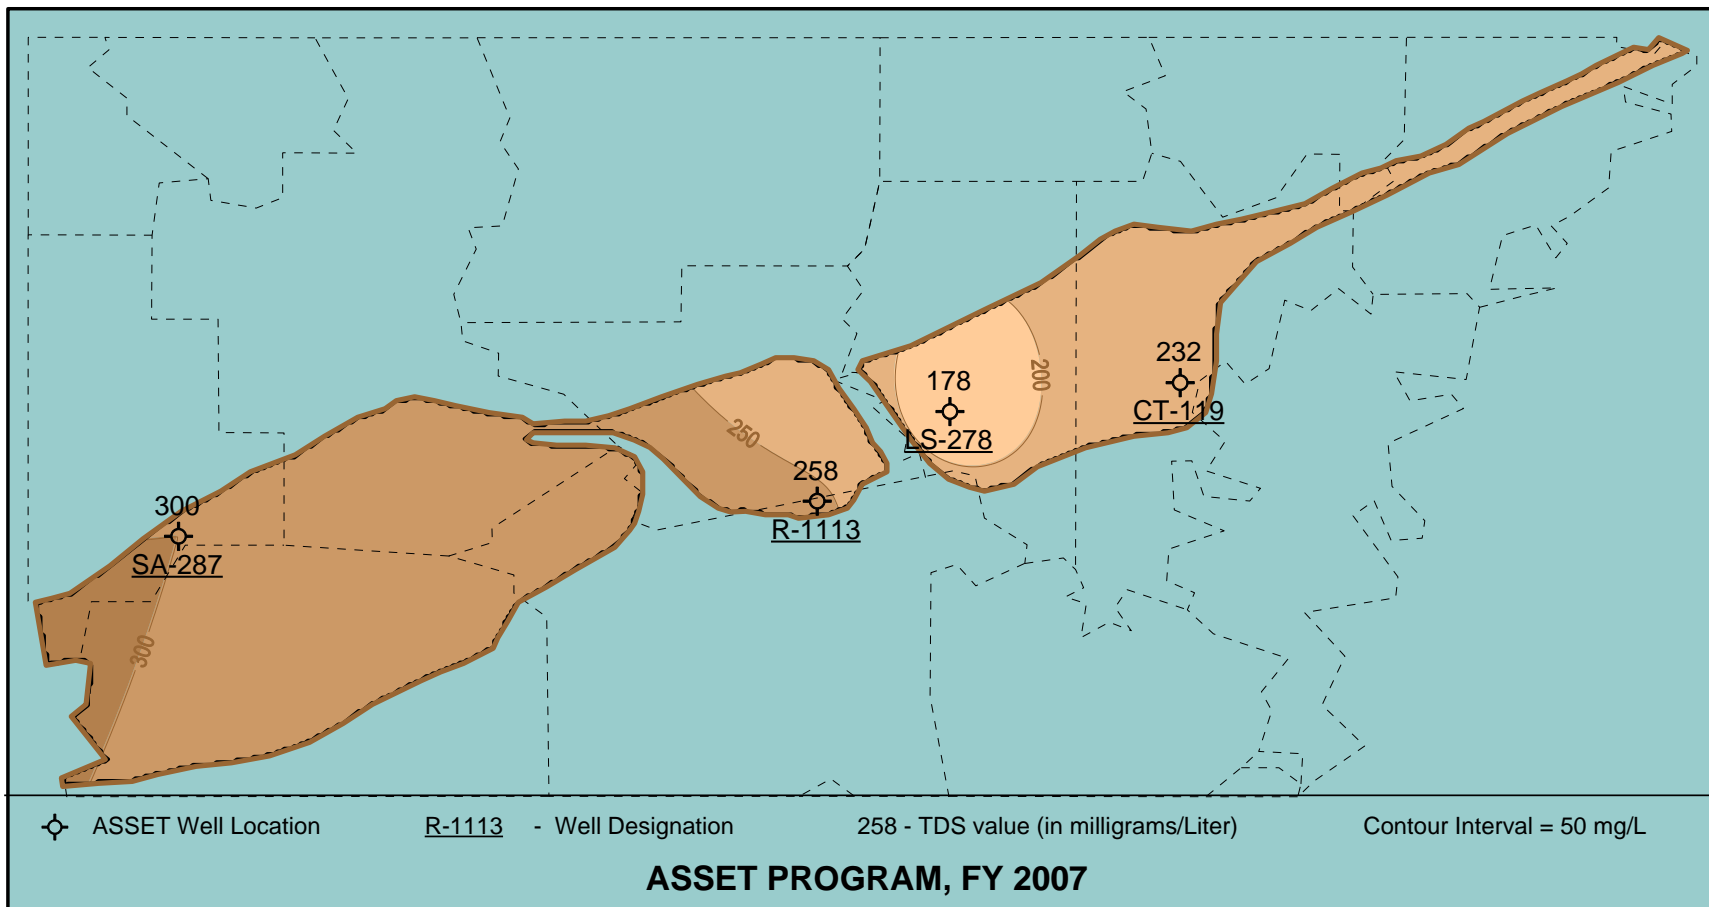 232
CT-119
200
178
LS-278
250
258
R-1113
300
SA-287
300
ASSET Well Location
R-1113 - Well Designation
258 - TDS value (in milligrams/Liter)
Contour Interval = 50 mg/L
ASSET PROGRAM, FY 2007